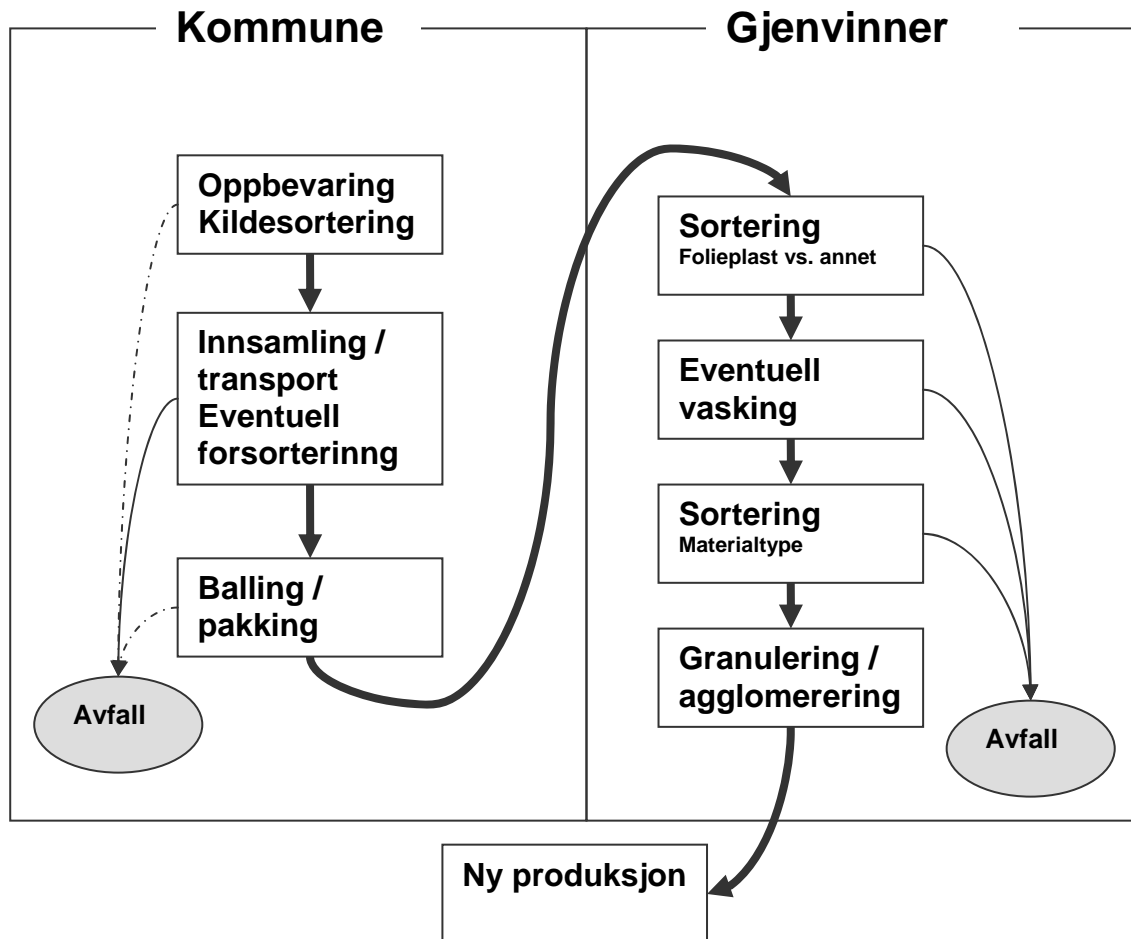 Kommune
Oppbevaring
Kildesortering
Innsamling /
transport
Eventuell
forsorterinng
Balling /
pakking
Avfall
Gjenvinner
Sortering
Folieplast vs. annet
Eventuell
vasking
Sortering
Materialtype
Granulering /
agglomerering
Avfall
Ny produksjon